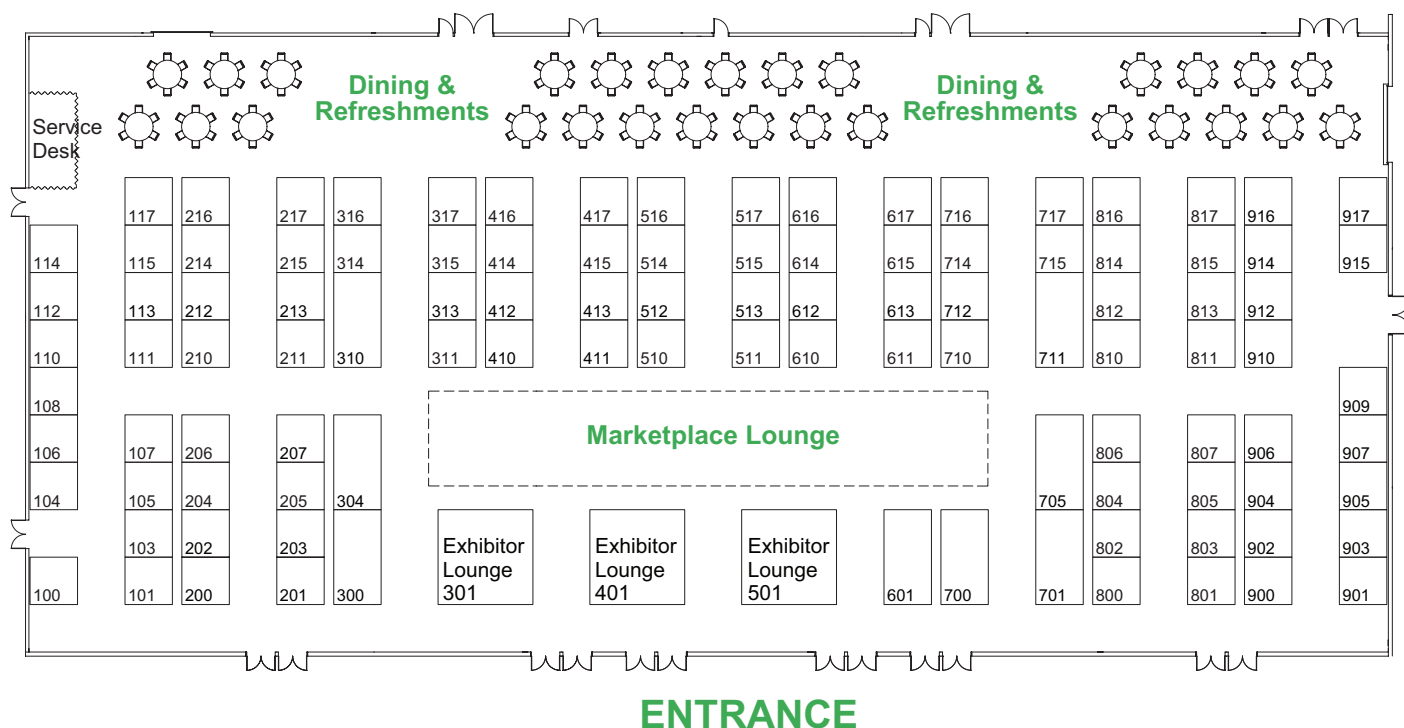 Dining &
Refreshments
Dining &
Refreshments
Service
Desk
117 216 217 316 317 416 417 516 517 616 617 716 717 816 817 916 917
114 115 214 215 314 315 414 415 514 515 614 615 714 715 814 815 914 915
112 113 212 213 313 412 413 512 513 612 613 712 812 813 912
110 111 210 211 310 311 410 411 510 511 610 611 710 711 810 811 910
108 909
Marketplace Lounge
106 107 206 207 806 807 906 907
104 105 204 205 304 705 804 805 904 905
103 202 203 802 803 902 903
Exhibitor
Lounge
301
Exhibitor
Lounge
401
Exhibitor
Lounge
501
100 101 200 201 300 601 700 701 800 801 900 901
ENTRANCE